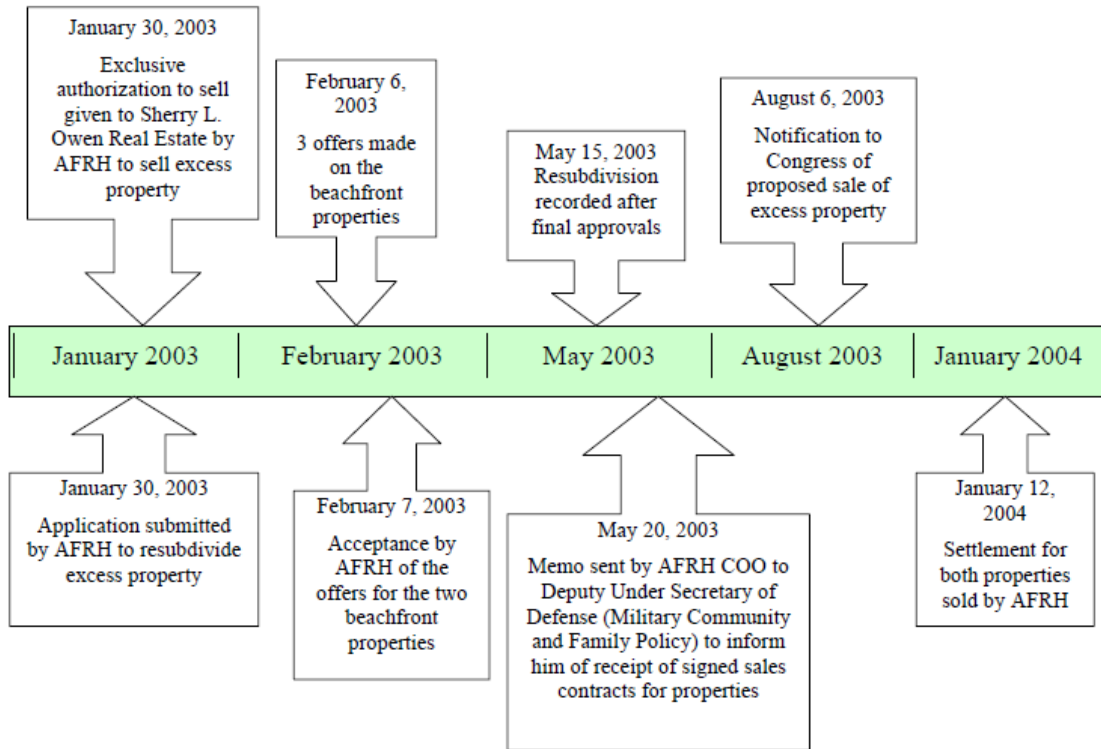 January 30, 2003
Exclusive
authorization to sell
given to Sherry L.
Owen Real Estate by
AFRH to sell excess
property
February 6,
2003
3 offers made
on the
beachfront
properties
May 15, 2003
Resubdivision
recorded after
final approvals
August 6, 2003
Notification to
Congress of
proposed sale of
excess property
January 2003
February 2003
May 2003
August 2003
January 2004
January 30, 2003
Application submitted
by AFRH to resubdivide
excess property
February 7, 2003
Acceptance by
AFRH of the
offers for the two
beachfront
properties
May 20, 2003
Memo sent by AFRH COO to
Deputy Under Secretary of
Defense (Military Community
and Family Policy) to inform
him of receipt of signed sales
contracts for properties
January 12,
2004
Settlement for
both properties
sold by AFRH